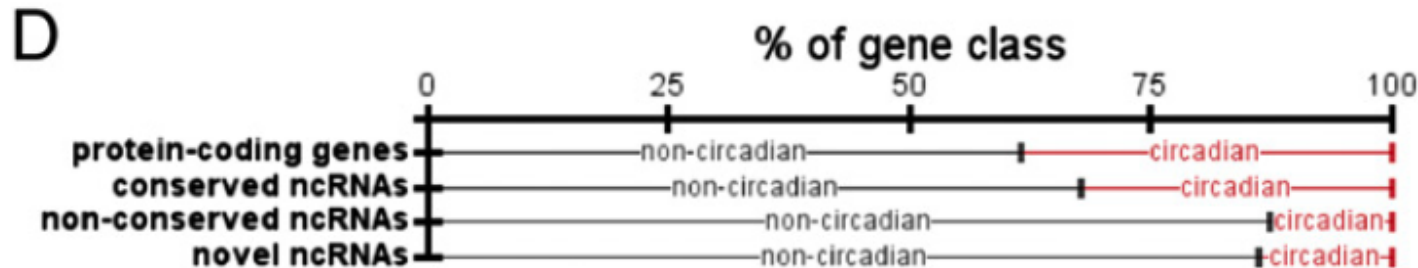 D
% of gene class
0 25 50 75 100
protein-coding genes non-circadian circadian
conserved ncRNAs non-circadian circadian
non-conserved ncRNAs non-circadian circadian
novel ncRNAs non-circadian circadian